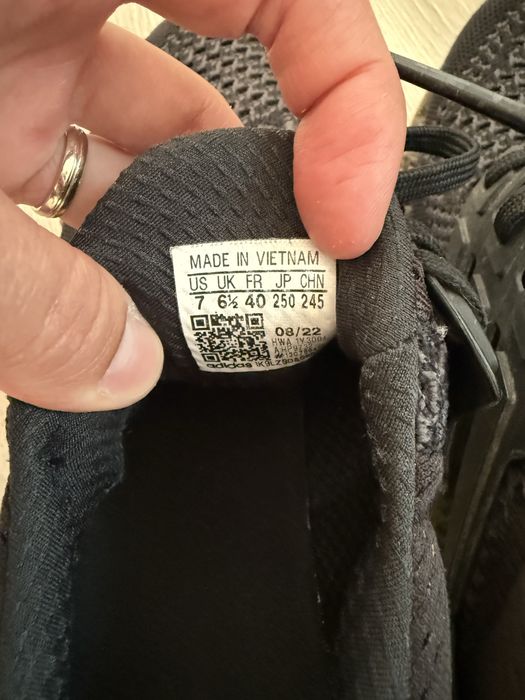 MADE IN VIETNAM
US UK FR JP CHN
7 6½ 40 250 245
08/22
adidas